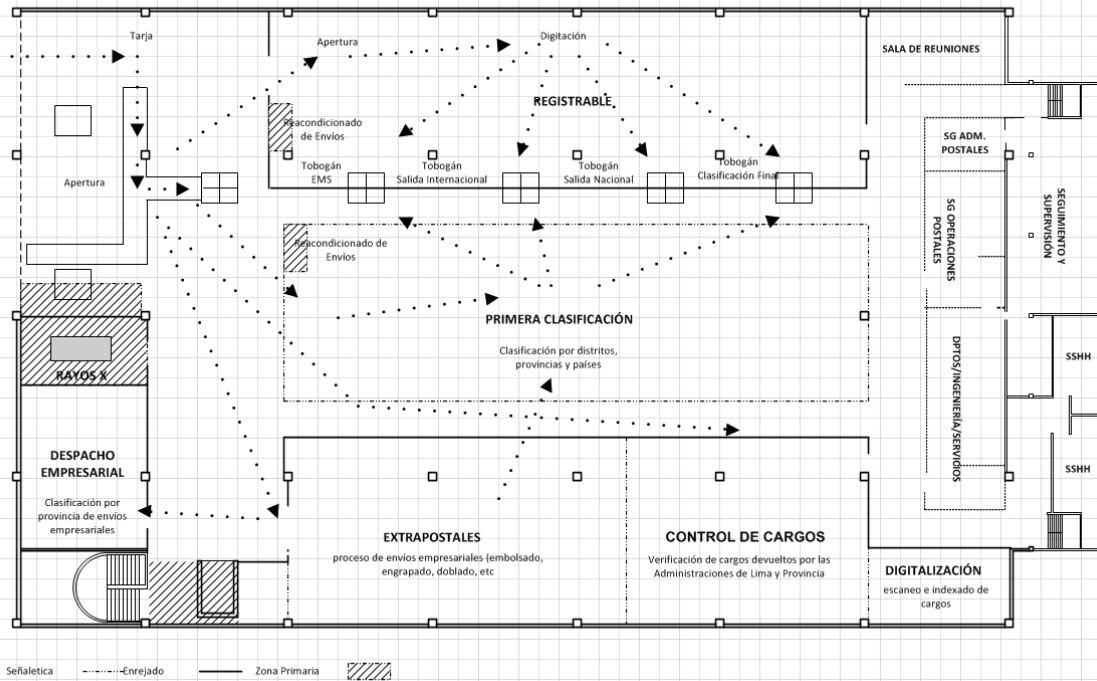 Tarja
Apertura
Digitación
SALA DE REUNIONES
REGISTRABLE
Reacondicionado
de Envíos
SG ADM.
POSTALES
Tobogán
EMS
Tobogán
Salida Internacional
Tobogán
Salida Nacional
Tobogán
Clasificación Final
Apertura
SG OPERACIONES
POSTALES
SEGUIMIENTO Y
SUPERVISIÓN
Reacondicionado de
Envíos
PRIMERA CLASIFICACIÓN
Clasificación por distritos,
provincias y países
RAYOS X
DPTOS/INGENIERÍA/SERVICIOS
SSHH
SSHH
DESPACHO
EMPRESARIAL
Clasificación por
provincia de envíos
empresariales
EXTRAPOSTALES
proceso de envíos empresariales (embolsado,
engrapado, doblado, etc
CONTROL DE CARGOS
Verificación de cargos devueltos por las
Administraciones de Lima y Provincia
DIGITALIZACIÓN
escaneo e indexado de
cargos
Señaletica
Enrejado
Zona Primaria